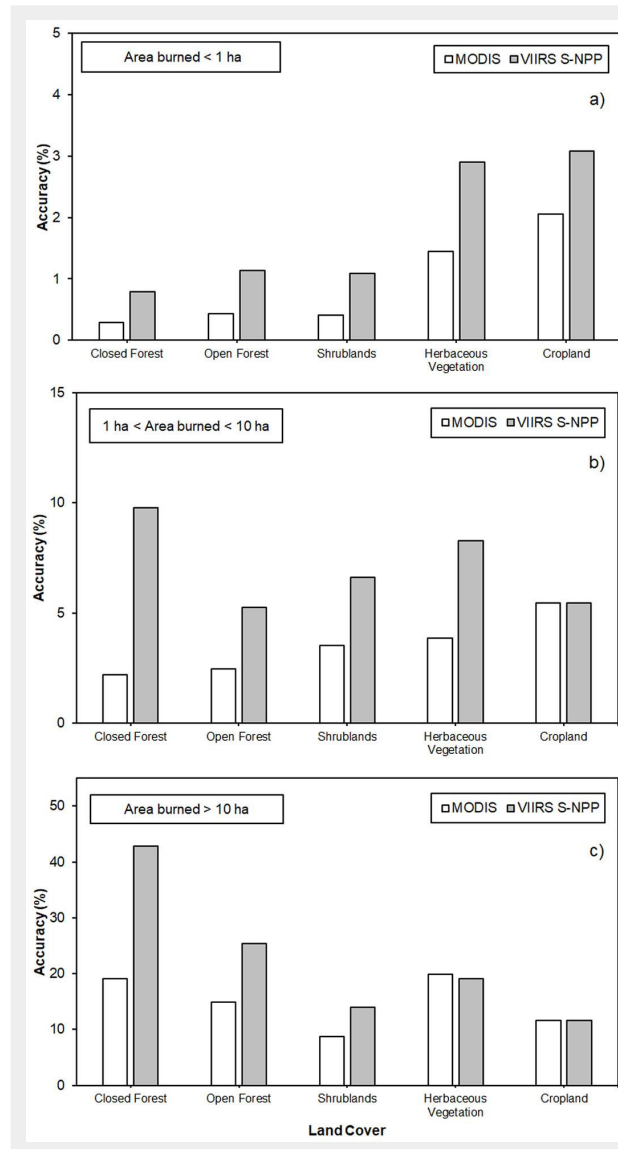 5
Area burned < 1 ha
MODIS VIIRS S-NPP
a)
4
3
2
1
0
Accuracy (%)
Closed Forest Open Forest Shrublands Herbaceous Vegetation Cropland
15
1 ha < Area burned < 10 ha
MODIS VIIRS S-NPP
b)
10
5
0
Accuracy (%)
Closed Forest Open Forest Shrublands Herbaceous Vegetation Cropland
50
Area burned > 10 ha
MODIS VIIRS S-NPP
c)
40
30
20
10
0
Accuracy (%)
Closed Forest Open Forest Shrublands Herbaceous Vegetation Cropland
Land Cover